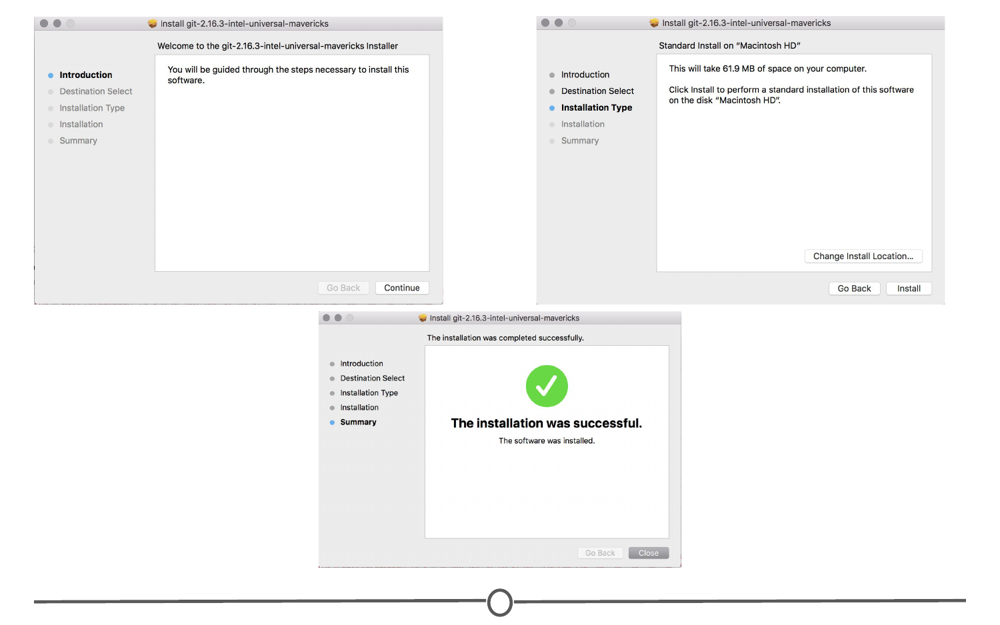 Install git-2.16.3-intel-universal-mavericks
Welcome to the git-2.16.3-intel-universal-mavericks Installer
Introduction
Destination Select
Installation Type
Installation
Summary
You will be guided through the steps necessary to install this
software.
Go Back
Continue
Install git-2.16.3-intel-universal-mavericks
Standard Install on “Macintosh HD”
Introduction
Destination Select
Installation Type
Installation
Summary
This will take 61.9 MB of space on your computer.
Click Install to perform a standard installation of this software
on the disk “Macintosh HD”.
Change Install Location...
Go Back
Install
Install git-2.16.3-intel-universal-mavericks
The installation was completed successfully.
Introduction
Destination Select
Installation Type
Installation
Summary
The installation was successful.
The software was installed.
Go Back
Close